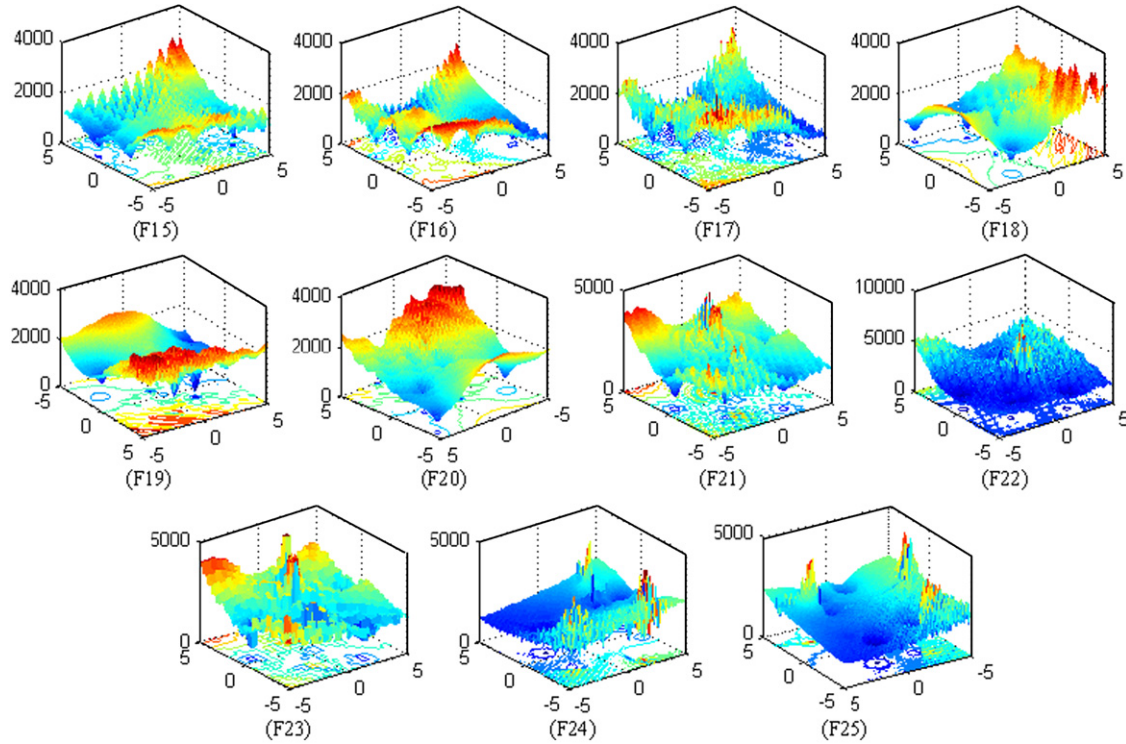 4000 2000 0 5 0 -5 -5 0 5
(F15)
4000 2000 0 5 0 -5 -5 0 5
(F16)
4000 2000 0 5 0 -5 -5 0 5
(F17)
4000 2000 0 5 0 -5 -5 0 5
(F18)
4000 2000 0 -5 0 5 -5 0 5
(F19)
4000 2000 0 5 0 -5 5 0 -5
(F20)
5000 0 5 0 -5 -5 0 5
(F21)
10000 5000 0 5 0 -5 -5 0 5
(F22)
5000 0 5 0 -5 -5 0 5
(F23)
5000 0 5 0 -5 -5 0 5
(F24)
5000 0 5 0 -5 5 0 -5
(F25)